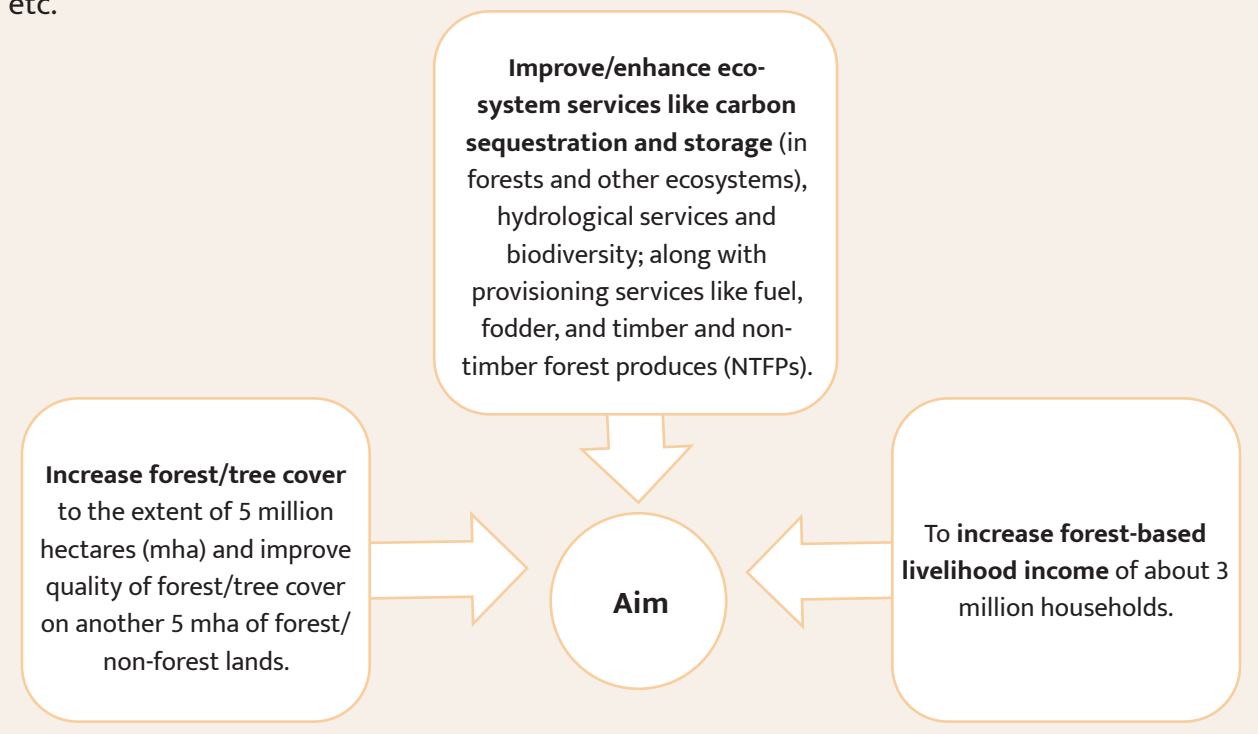 etc.
Improve/enhance eco-
system services like carbon
sequestration and storage (in
forests and other ecosystems),
hydrological services and
biodiversity; along with
provisioning services like fuel,
fodder, and timber and non-
timber forest produces (NTFPs).
Increase forest/tree cover
to the extent of 5 million
hectares (mha) and improve
quality of forest/tree cover
on another 5 mha of forest/
non-forest lands.
Aim
To increase forest-based
livelihood income of about 3
million households.